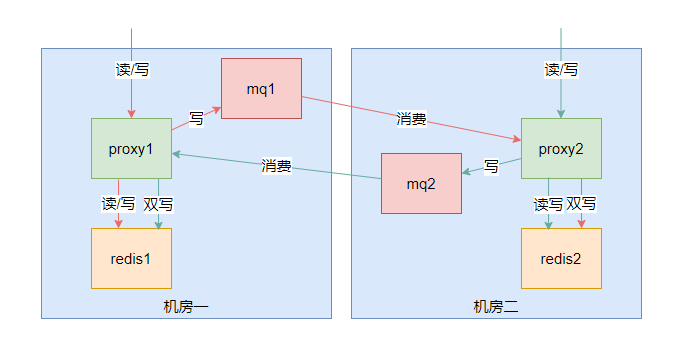 读/写
读/写
mq1
写
消费
proxy1
proxy2
消费
写
mq2
读/写
双写
读写
双写
redis1
redis2
机房一
机房二